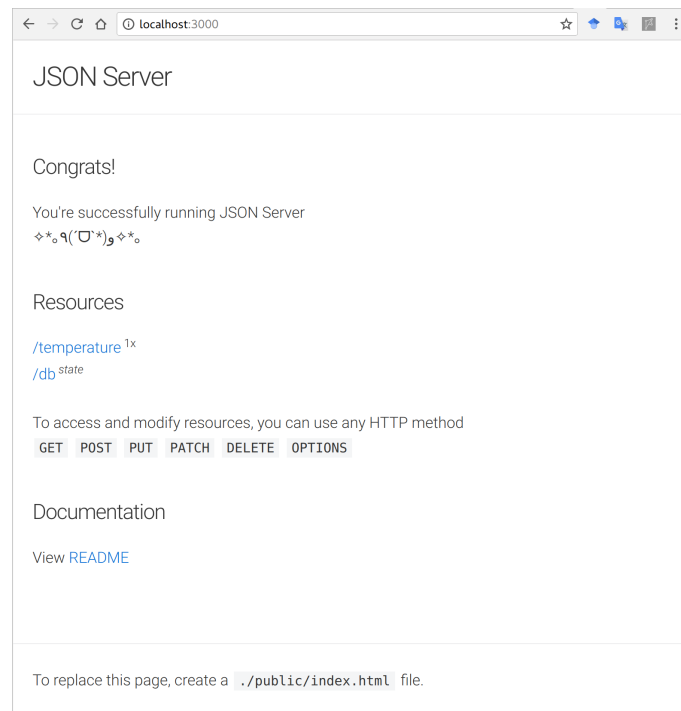 localhost:3000
JSON Server
Congrats!
You're successfully running JSON Server
✧*｡٩(ˊᗜˋ*)و✧*｡
Resources
/temperature 1x
/db state
To access and modify resources, you can use any HTTP method
GET POST PUT PATCH DELETE OPTIONS
Documentation
View README
To replace this page, create a ./public/index.html file.